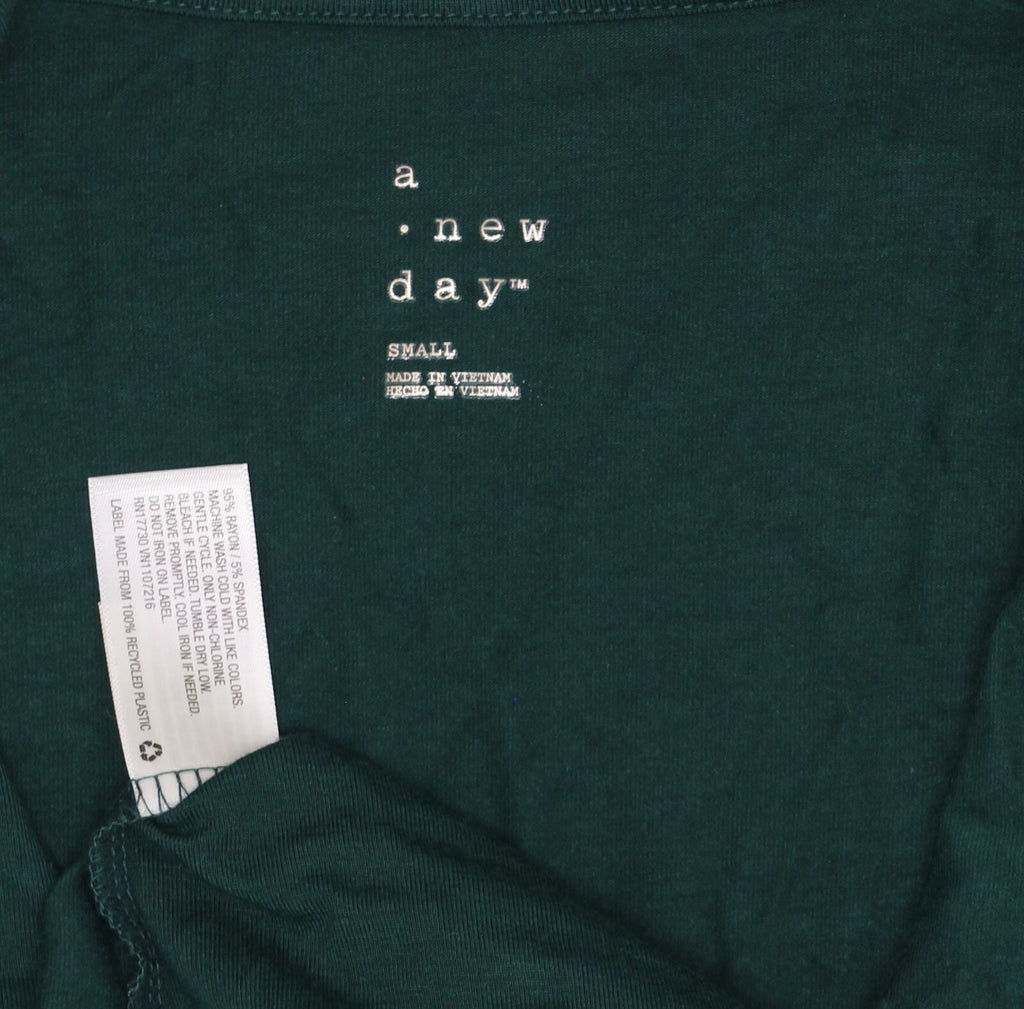 a
· new
day™
SMALL
MADE IN VIETNAM
HECHO EN VIETNAM
95% RAYON / 5% SPANDEX
MACHINE WASH COLD WITH LIKE COLORS.
GENTLE CYCLE. ONLY NON-CHLORINE
BLEACH IF NEEDED. TUMBLE DRY LOW.
REMOVE PROMPTLY. COOL IRON IF NEEDED.
DO NOT IRON ON LABEL.
RN17730 VN1107216
LABEL MADE FROM 100% RECYCLED PLASTIC